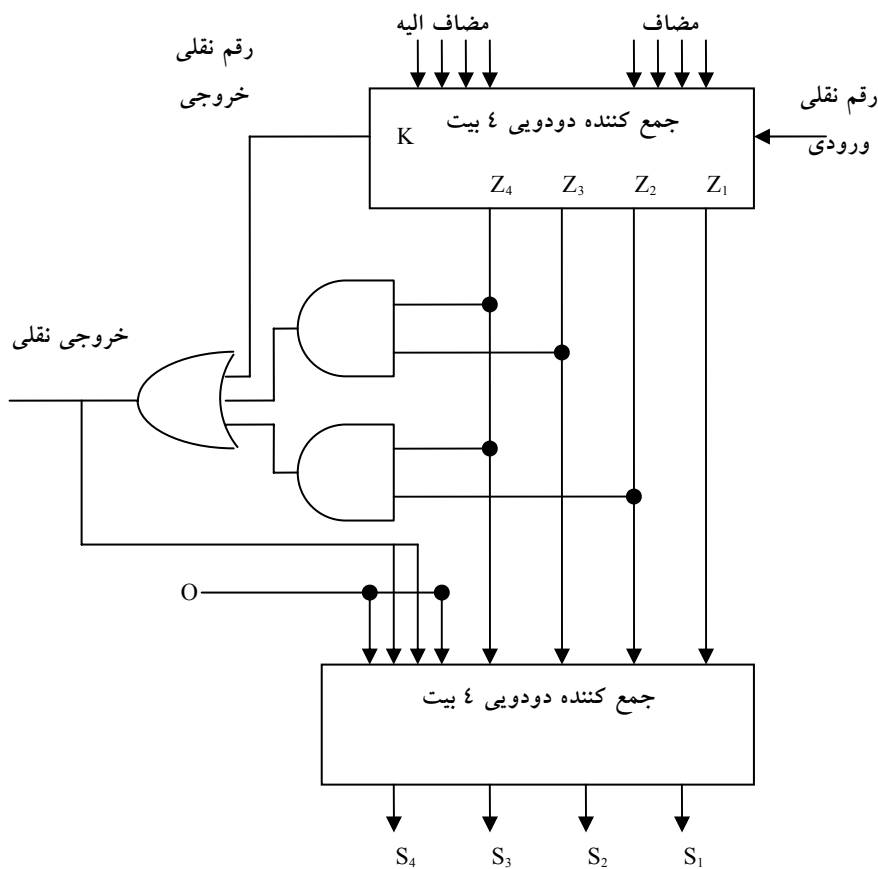 مضاف الیه
مضاف
رقم نقلی
خروجی
رقم نقلی
ورودی
جمع کننده دودویی ٤ بیت
K
Z4
Z3
Z2
Z1
خروجی نقلی
O
جمع کننده دودویی ٤ بیت
S4
S3
S2
S1